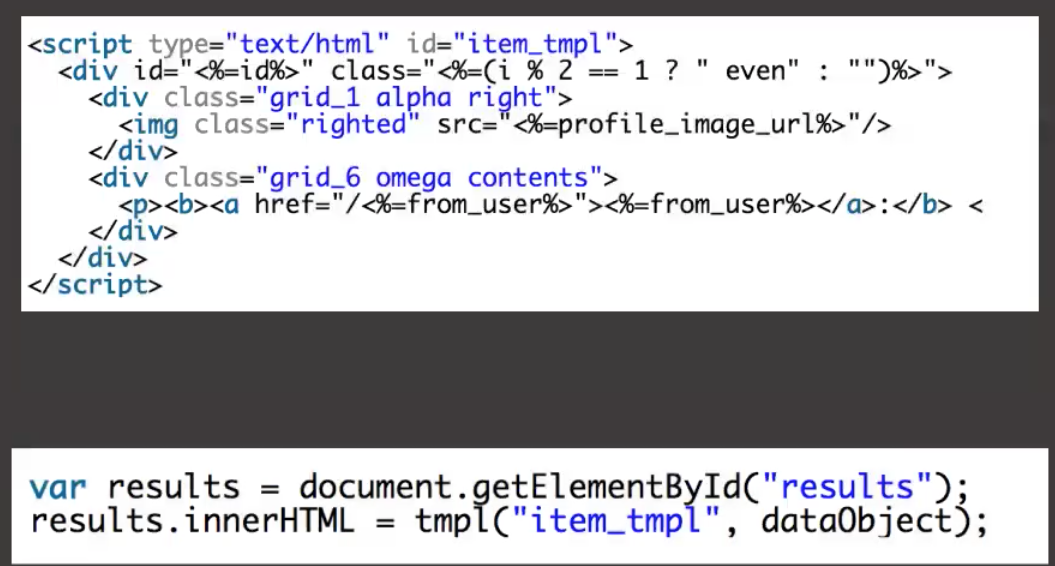 <script type="text/html" id="item_tmpl">
  <div id="<%=id%>" class="<%=(i % 2 == 1 ? " even" : "")%>">
    <div class="grid_1 alpha right">
      <img class="righted" src="<%=profile_image_url%>"/>
    </div>
    <div class="grid_6 omega contents">
      <p><b><a href="/<%=from_user%>"><%=from_user%></a>:</b> <
    </div>
  </div>
</script>
var results = document.getElementById("results");
results.innerHTML = tmpl("item_tmpl", dataObject);